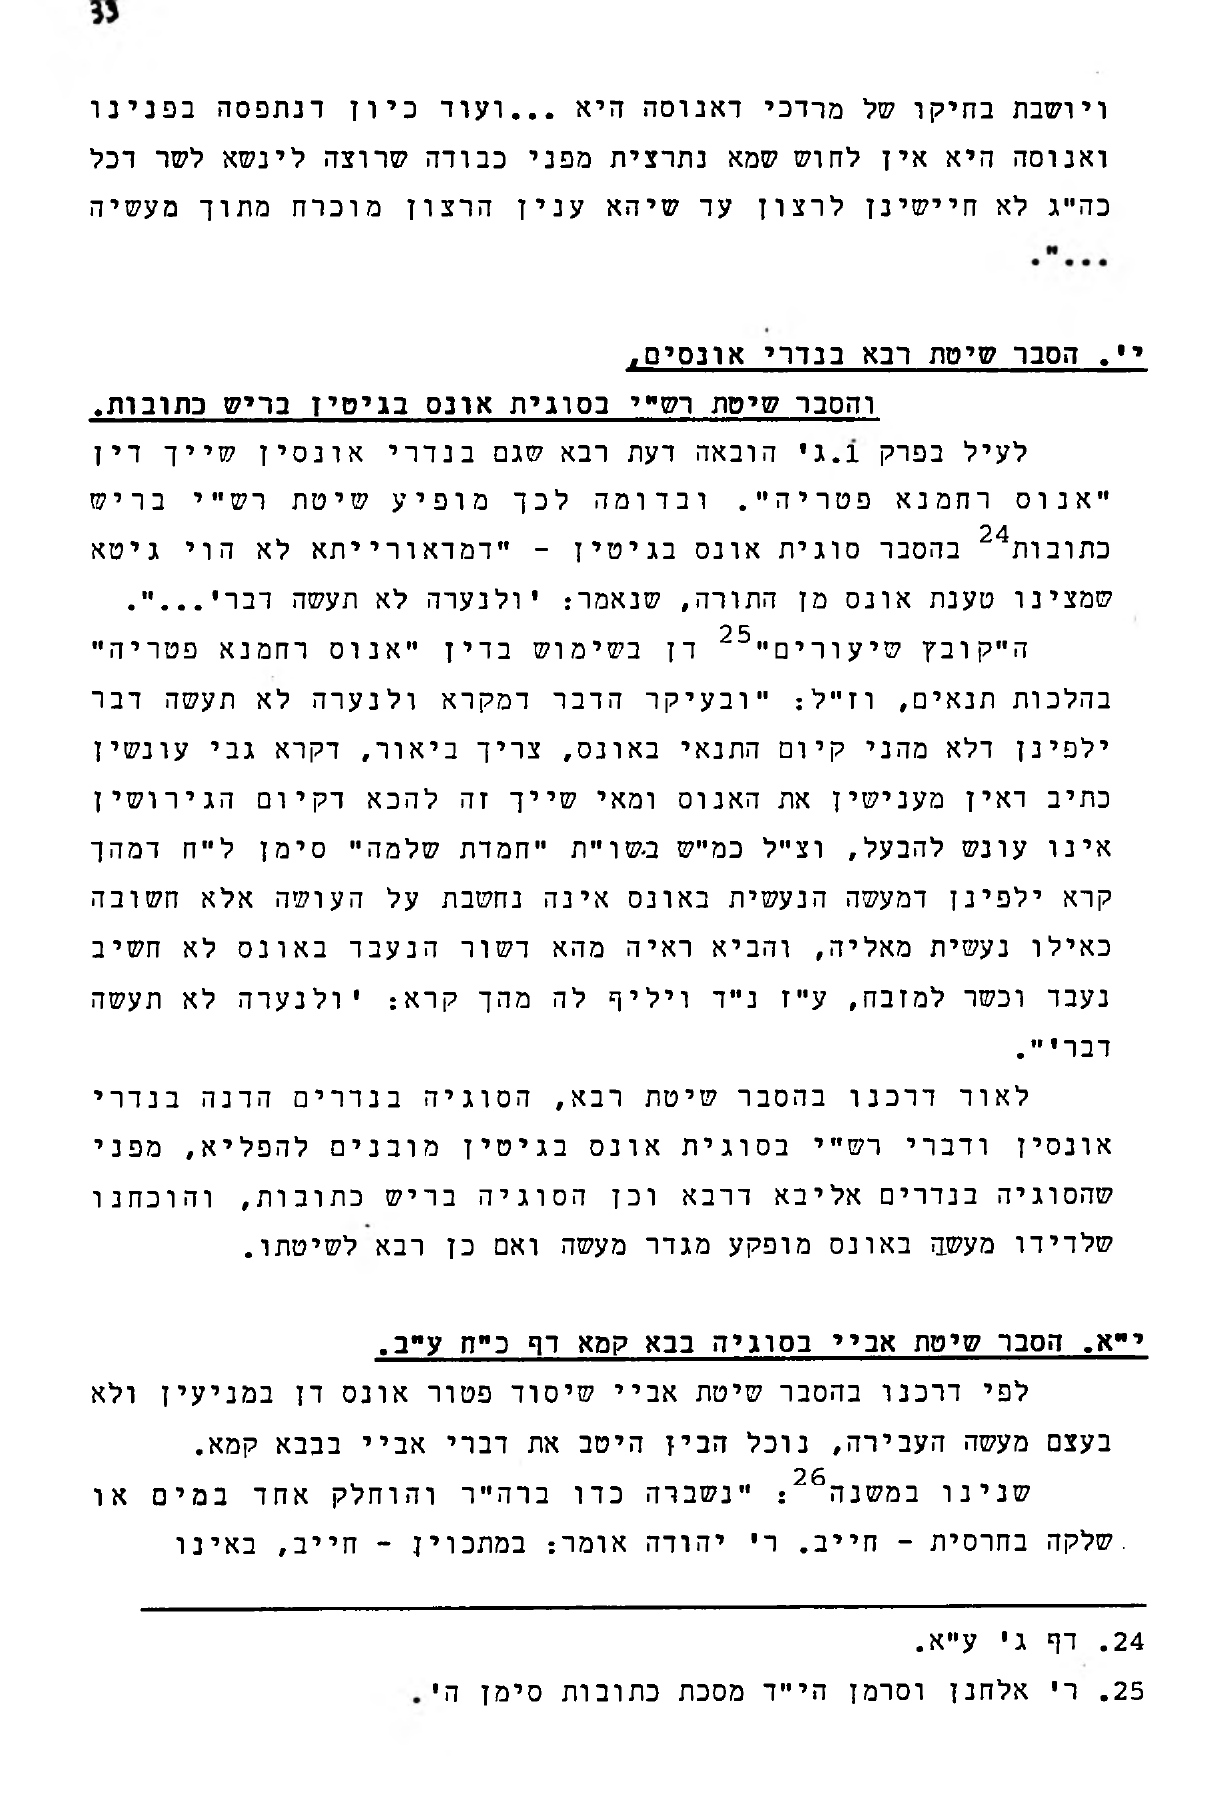 33
ויושבת בחיקו של מרדכי דאנוסה היא ...ועוד כיון דנתפסה בפנינו
ואנוסה היא אין לחוש שמא נתרצית מפני כבודה שרוצה לינשא לשר דכל
כה"ג לא חיישינן לרצון עד שיהא ענין הרצון מוכרח מתוך מעשיה
...".
י'. הסבר שיטת רבא בנדרי אונסים,
והסבר שיטת רש"י בסוגית אונס בגיטין בריש כתובות.
לעיל בפרק i.ג' הובאה דעת רבא שגם בנדרי אונסין שייך דין
"אנוס רחמנא פטריה". ובדומה לכך מופיע שיטת רש"י בריש
כתובות24 בהסבר סוגית אונס בגיטין - "דמדאורייתא לא הוי גיטא
שמצינו טענת אונס מן התורה, שנאמר: 'ולנערה לא תעשה דבר'...".
ה"קובץ שיעורים"25 דן בשימוש בדין "אנוס רחמנא פטריה"
בהלכות תנאים, וז"ל: "ובעיקר הדבר דמקרא ולנערה לא תעשה דבר
ילפינן דלא מהני קיום התנאי באונס, צריך ביאור, דקרא גבי עונשין
כתיב דאין מענישין את האנוס ומאי שייך זה להכא דקיום הגירושין
אינו עונש להבעל, וצ"ל כמ"ש בשו"ת "חמדת שלמה" סימן ל"ח דמהך
קרא ילפינן דמעשה הנעשית באונס אינה נחשבת על העושה אלא חשובה
כאילו נעשית מאליה, והביא ראיה מהא דשור הנעבד באונס לא חשיב
נעבד וכשר למזבח, ע"ז נ"ד ויליף לה מהך קרא: 'ולנערה לא תעשה
דבר'".
לאור דרכנו בהסבר שיטת רבא, הסוגיה בנדרים הדנה בנדרי
אונסין ודברי רש"י בסוגית אונס בגיטין מובנים להפליא, מפני
שהסוגיה בנדרים אליבא דרבא וכן הסוגיה בריש כתובות, והוכחנו
שלדידו מעשה באונס מופקע מגדר מעשה ואם כן רבא לשיטתו.
י"א. הסבר שיטת אביי בסוגיה בבא קמא דף כ"ח ע"ב.
לפי דרכנו בהסבר שיטת אביי שיסוד פטור אונס דן במניעין ולא
בעצם מעשה העבירה, נוכל הבין היטב את דברי אביי בבבא קמא.
שנינו במשנה26: "נשברה כדו ברה"ר והוחלק אחד במים או
שלקה בחרסית - חייב. ר' יהודה אומר: במתכוין - חייב, באינו
24. דף ג' ע"א.
25. ר' אלחנן וסרמן הי"ד מסכת כתובות סימן ה'.